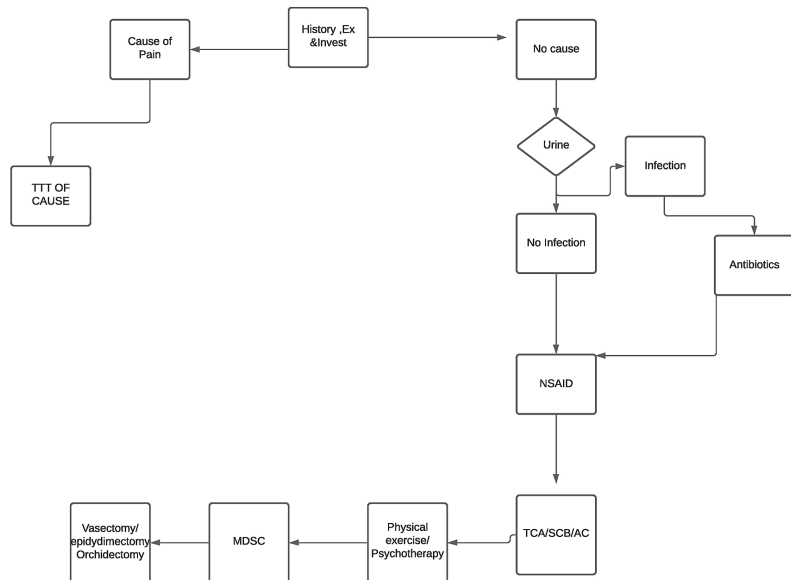 History ,Ex
&Invest
Cause of
Pain
No cause
Urine
Infection
TTT OF
CAUSE
No Infection
Antibiotics
NSAID
TCA/SCB/AC
Physical
exercise/
Psychotherapy
MDSC
Vasectomy/
epidydimectomy
Orchidectomy